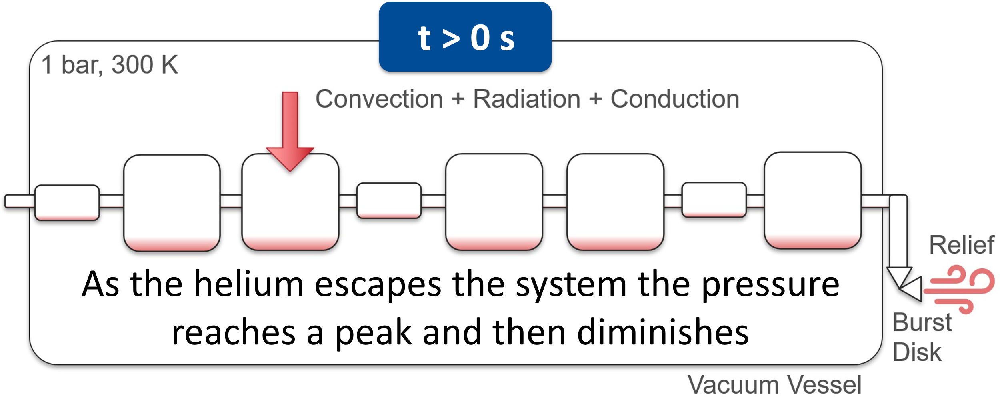 t > 0 s
1 bar, 300 K
Convection + Radiation + Conduction
As the helium escapes the system the pressure
reaches a peak and then diminishes
Relief
Burst
Disk
Vacuum Vessel